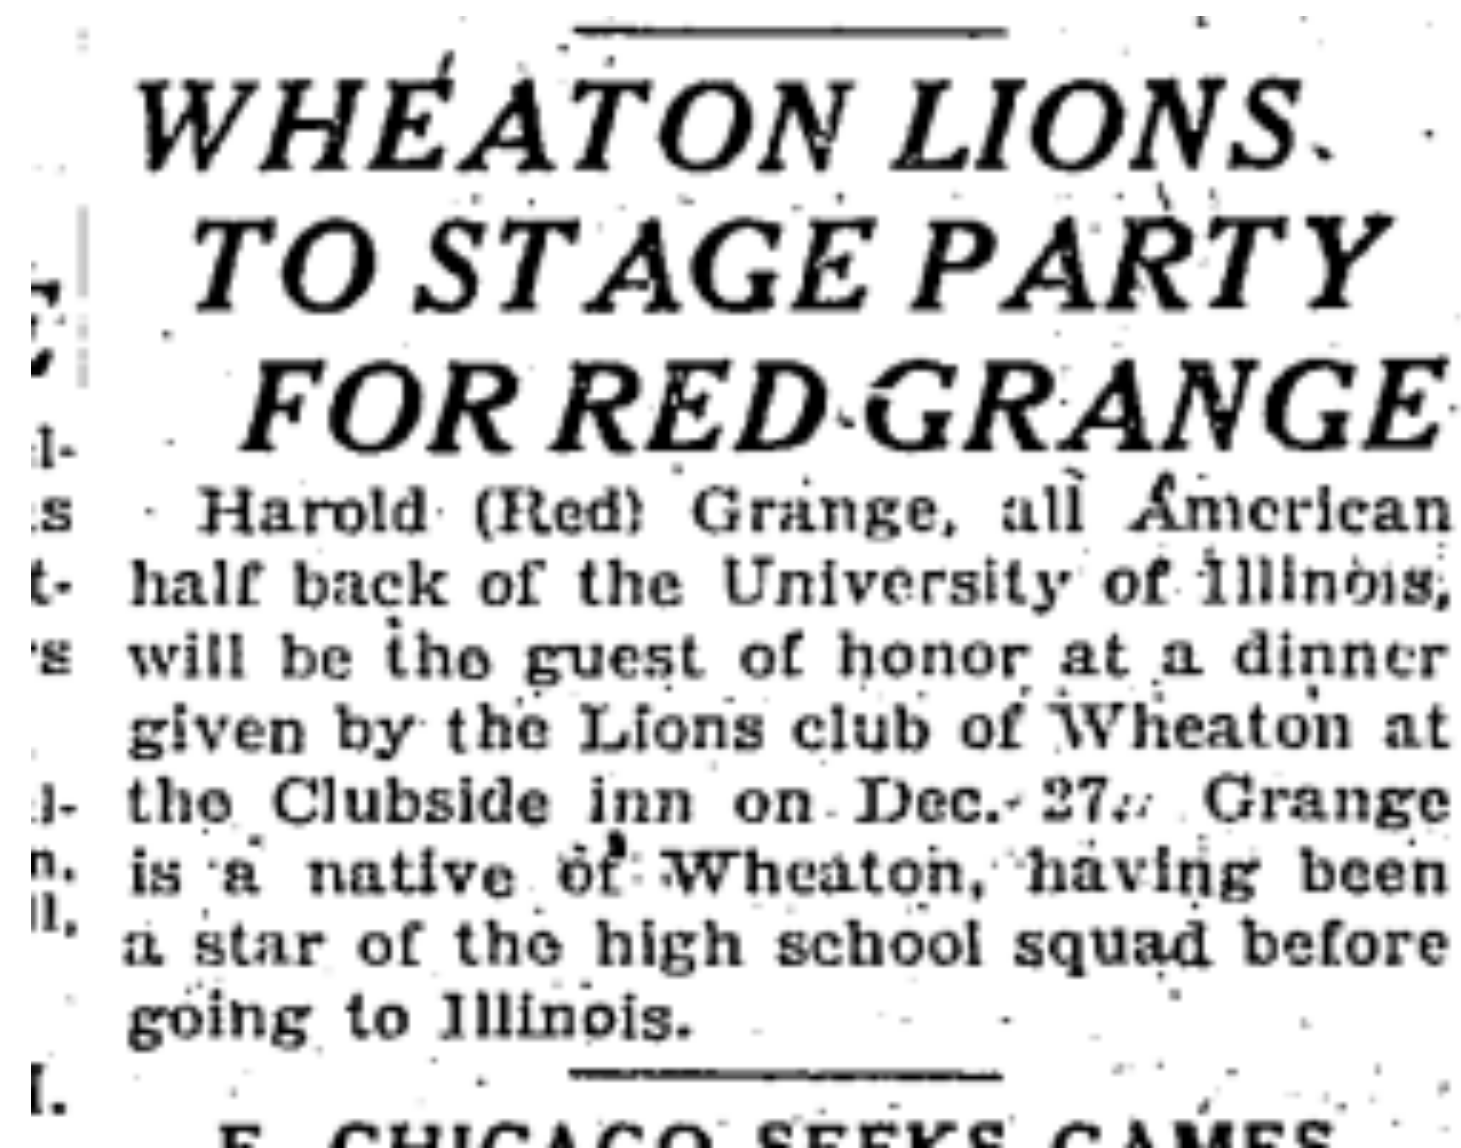 WHEATON LIONS
TO STAGE PARTY
FOR RED GRANGE
Harold (Red) Grange, all American
half back of the University of Illinois,
will be the guest of honor at a dinner
given by the Lions club of Wheaton at
the Clubside inn on Dec. 27. Grange
is a native of Wheaton, having been
a star of the high school squad before
going to Illinois.
E. CHICAGO SEEKS GAMES